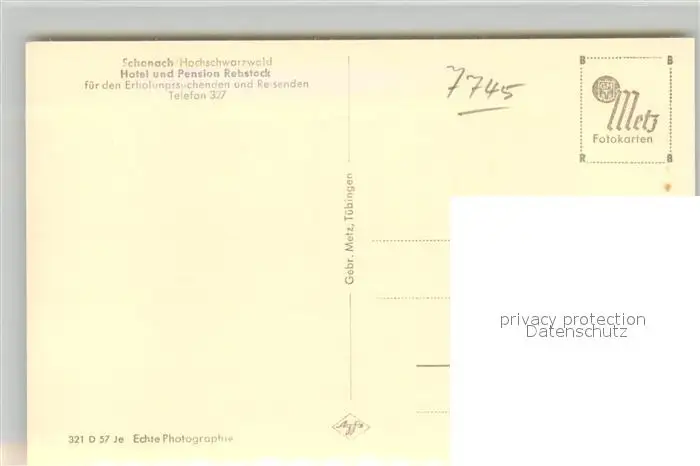 Schonach Hochschwarzwald
Hotel und Pension Rebstock
für den Erholungsuchenden und Reisenden
Telefon 327
7745
B B
Metz
Fotokarten
R B
Gebr. Metz, Tübingen
privacy protection
Datenschutz
Agfa
321 D 57 Je Echte Photographie